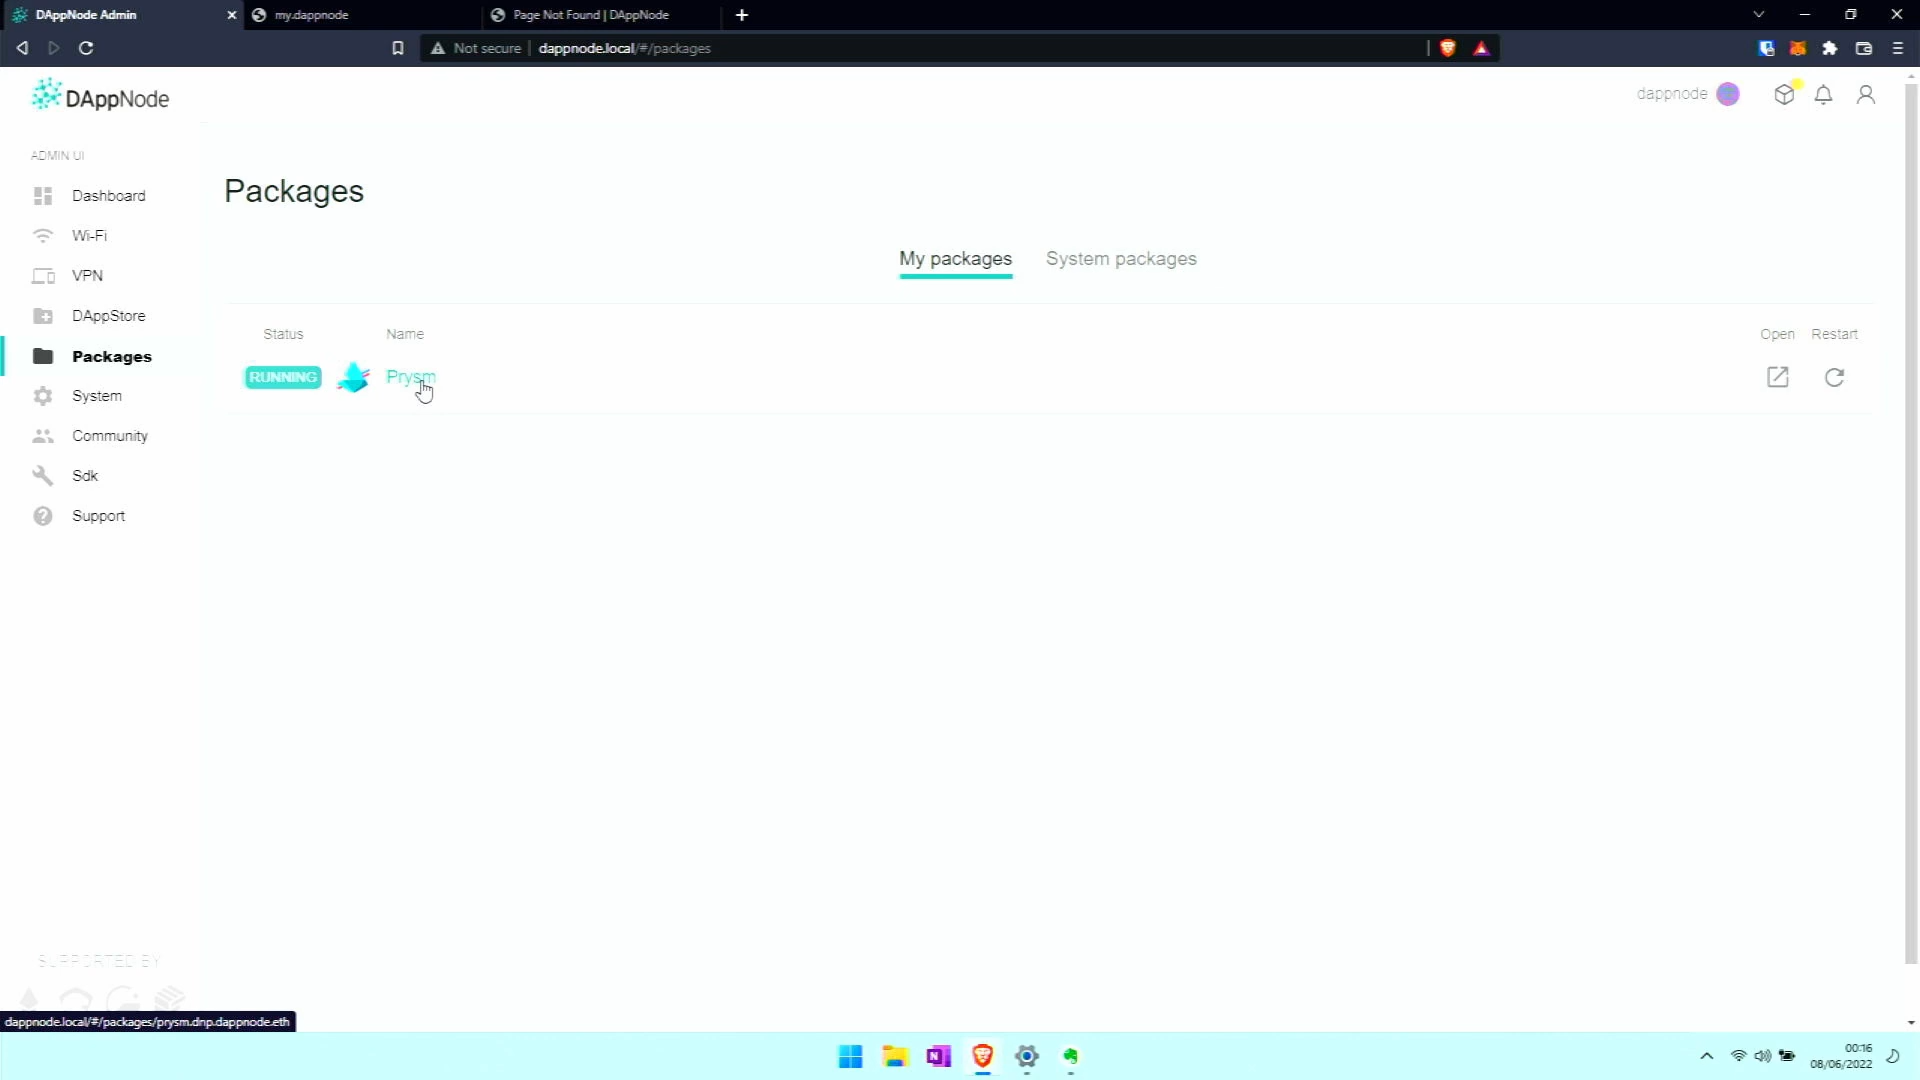 DAppNode Admin
my.dappnode
Page Not Found | DAppNode
Not secure
dappnode.local/#/packages
DAppNode
dappnode
ADMIN UI
Dashboard
Wi-Fi
VPN
DAppStore
Packages
System
Community
Sdk
Support
Packages
My packages
System packages
Status
Name
Open
Restart
RUNNING
Prysm
SUPPORTED BY
dappnode.local/#/packages/prysm.dnp.dappnode.eth
00:16
08/06/2022